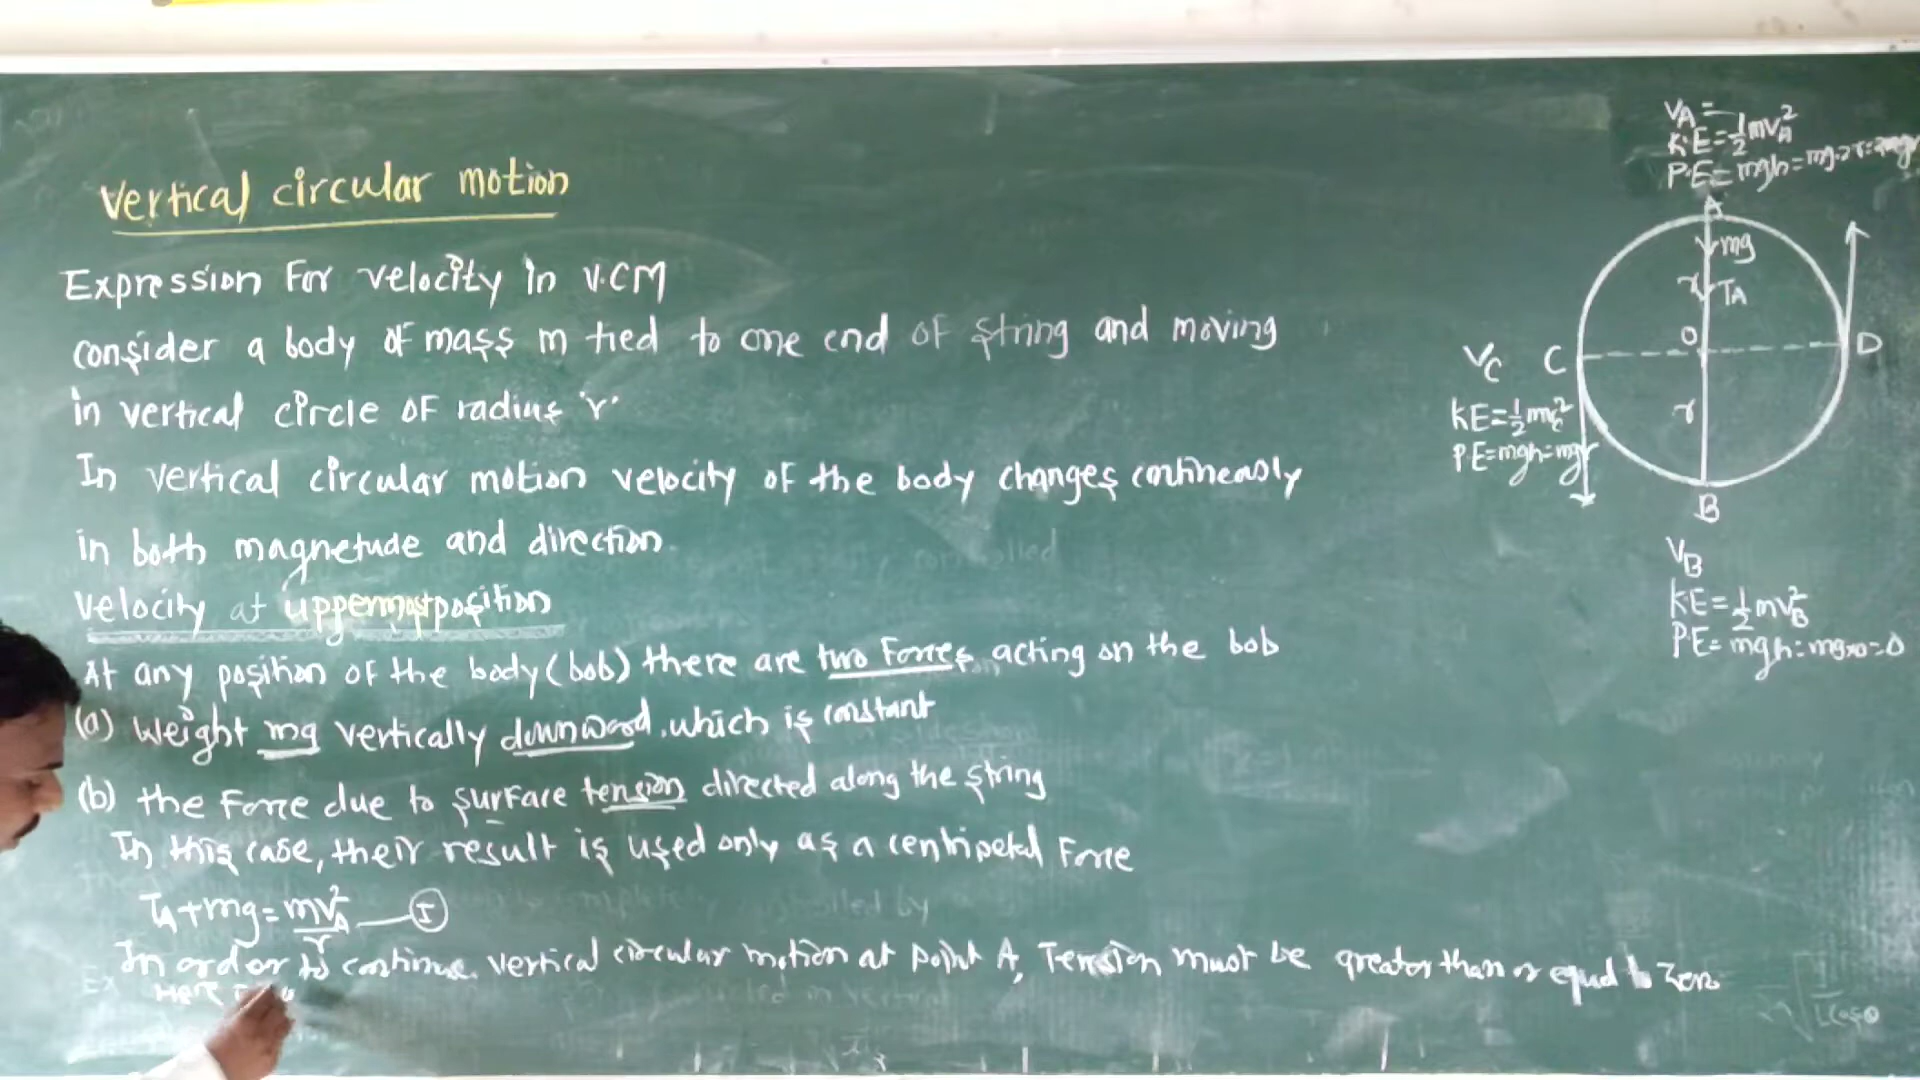 Vertical circular motion
Expression For velocity in V.CM
consider a body of mass m tied to one end of string and moving
in vertical circle of radius 'r'
In vertical circular motion velocity of the body changes contineously
in both magnetude and direction.
Velocity at uppermost position
At any position of the body (bob) there are two Forces acting on the bob
(a) Weight mg vertically downward. which is constant
(b) the Force due to surface tension directed along the string
In this case, their result is used only as a centripetal Force
TA+mg=mvA²/r —(I)
In order to continue vertical circular motion at point A, Tension must be greater than or equal to zero
Here
VA=
K.E=½mvA²
P.E=mgh=mg.2r=2mgr
A
mg
r TA
O
VC C D
KE=½mvc²
r
P.E=mgh=mgr
B
VB
KE=½mvB²
P.E=mgh=mg×0=0